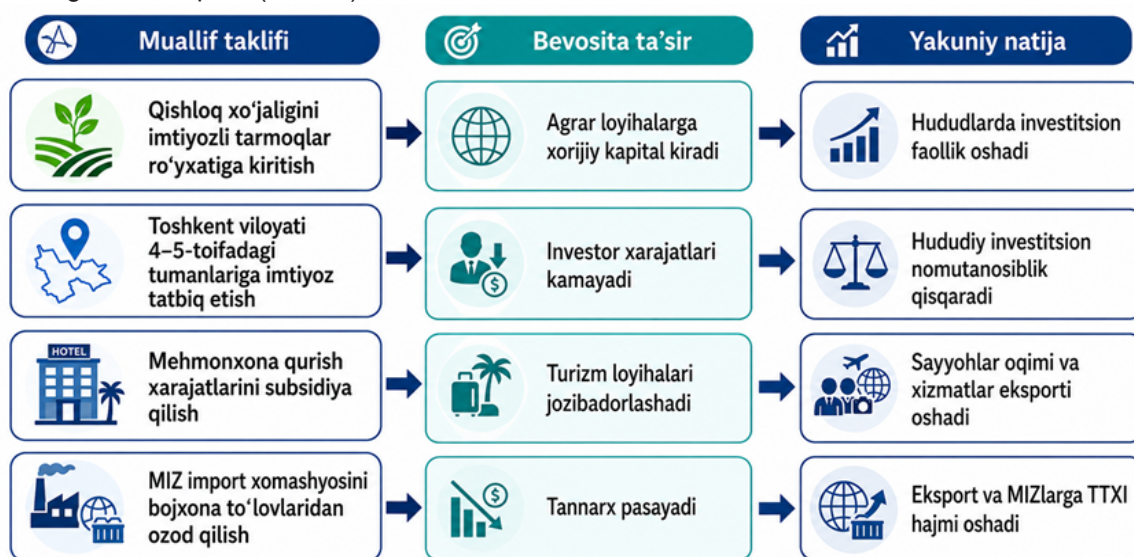 Muallif taklifi
Bevosita ta'sir
Yakuniy natija
Qishloq xo'jaligini
imtiyozli tarmoqlar
ro'yxatiga kiritish
Agrar loyihalarga
xorijiy kapital kiradi
Hududlarda investitsion
faollik oshadi
Toshkent viloyati
4–5-toifadagi
tumanlariga imtiyoz
tatbiq etish
Investor xarajatlari
kamayadi
Hududiy investitsion
nomutanosiblik
qisqaradi
HOTEL
Mehmonxona qurish
xarajatlarini subsidiya
qilish
Turizm loyihalari
jozibadorlashadi
Sayyohlar oqimi va
xizmatlar eksporti
oshadi
MIZ import xomashyosini
bojxona to'lovlaridan
ozod qilish
Tannarx pasayadi
Eksport va MIZlarga TTXI
hajmi oshadi